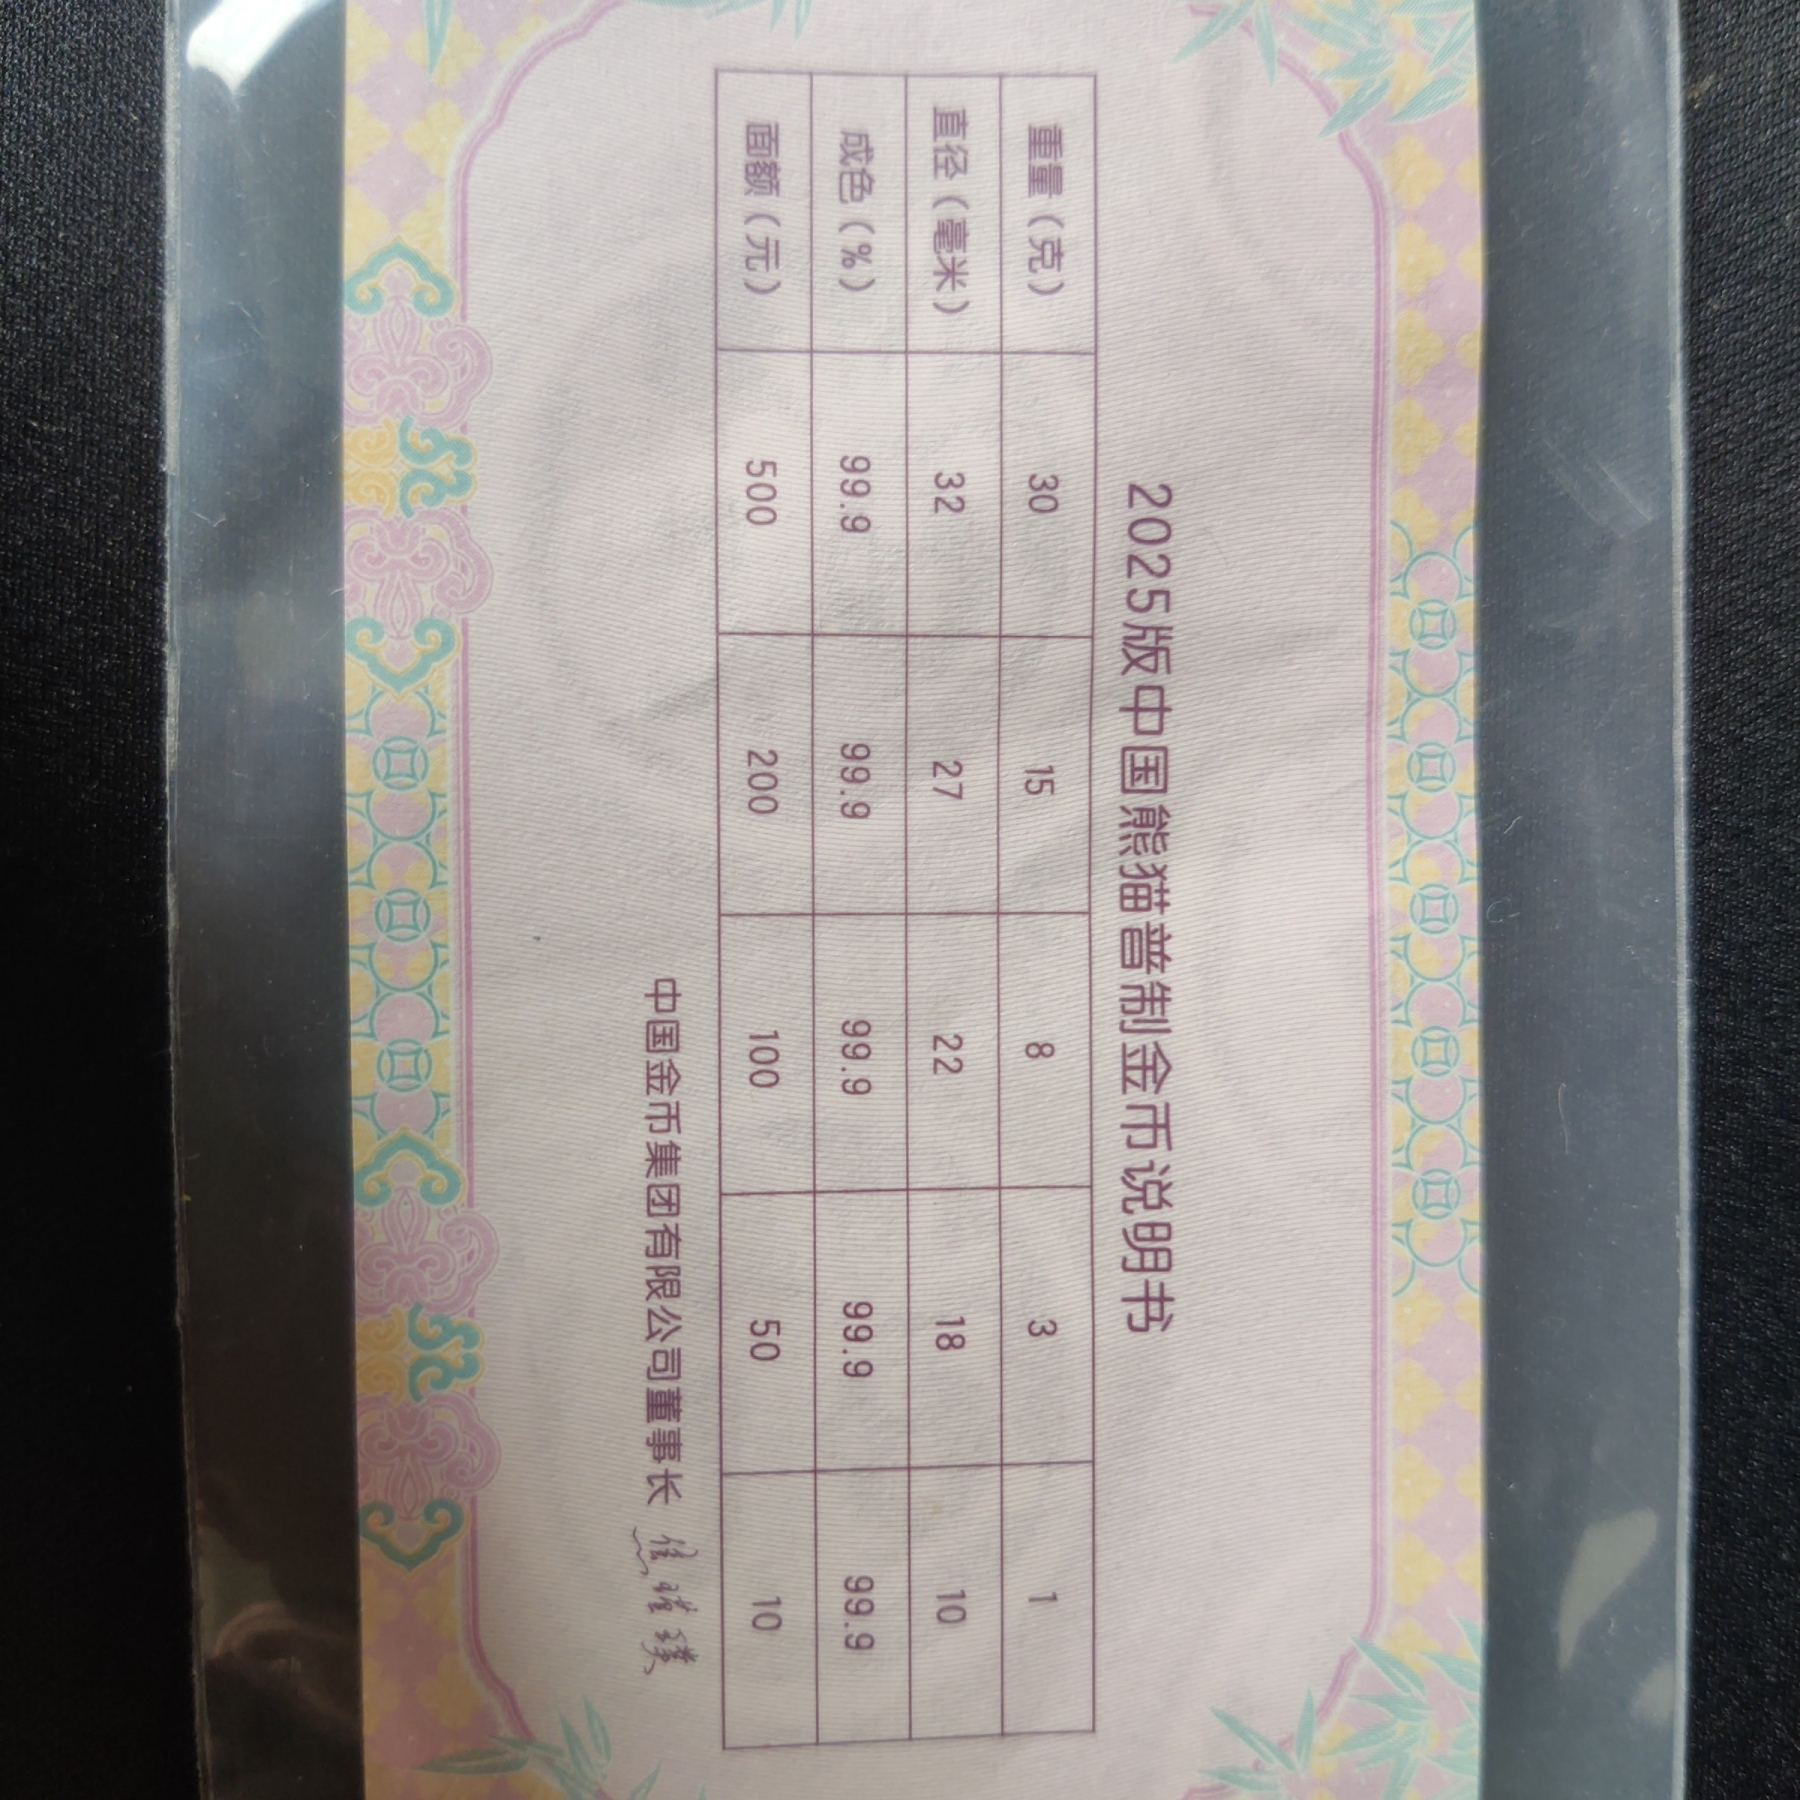 2025版中国熊猫普制金币说明书
重量(克) 30 15 8 3 1
直径(毫米) 32 27 22 18 10
成色(%) 99.9 99.9 99.9 99.9 99.9
面额(元) 500 200 100 50 10
中国金币集团有限公司董事长